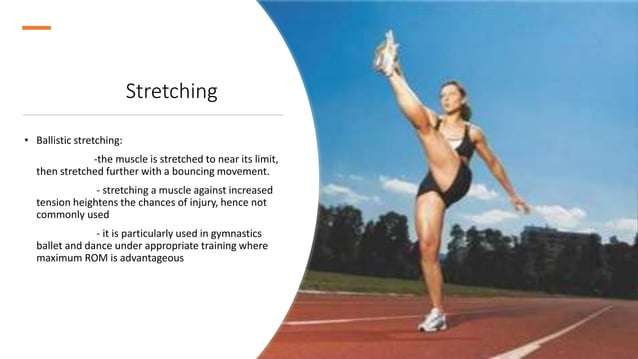 Stretching
• Ballistic stretching:
-the muscle is stretched to near its limit,
then stretched further with a bouncing movement.
- stretching a muscle against increased
tension heightens the chances of injury, hence not
commonly used
- it is particularly used in gymnastics
ballet and dance under appropriate training where
maximum ROM is advantageous